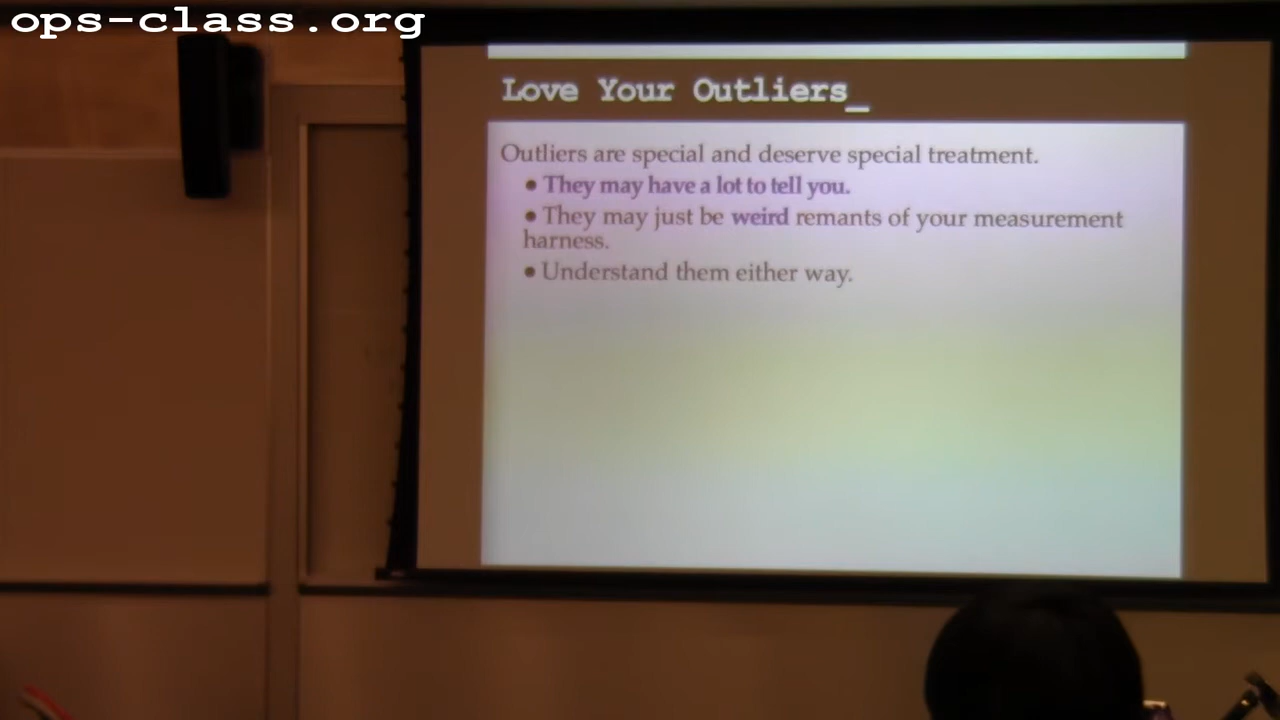 ops-class.org
Love Your Outliers_
Outliers are special and deserve special treatment.
• They may have a lot to tell you.
• They may just be weird remants of your measurement
harness.
• Understand them either way.